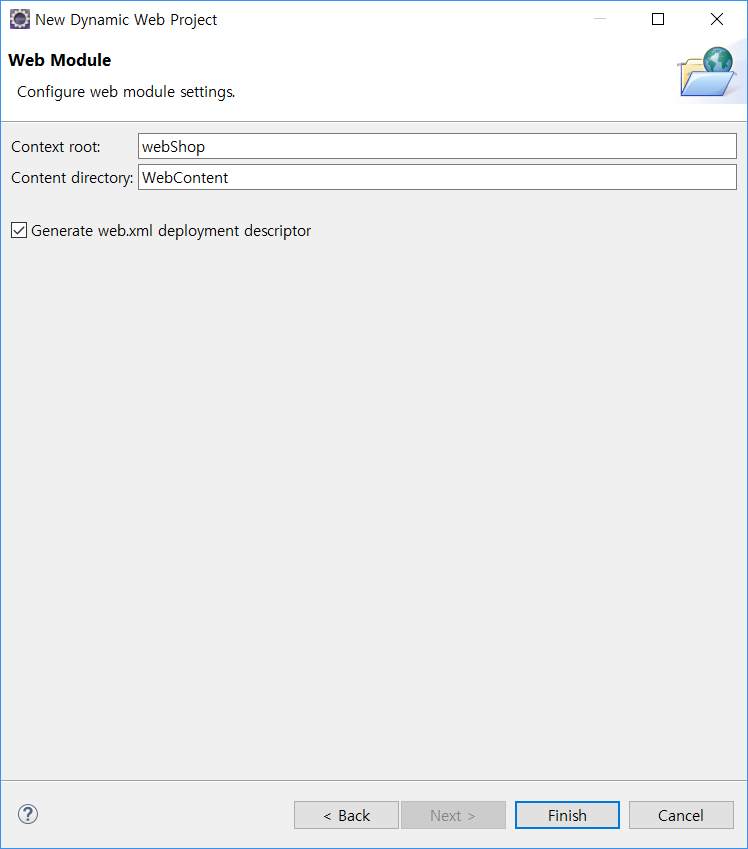 New Dynamic Web Project
Web Module
Configure web module settings.
Context root: webShop
Content directory: WebContent
Generate web.xml deployment descriptor
? < Back Next > Finish Cancel